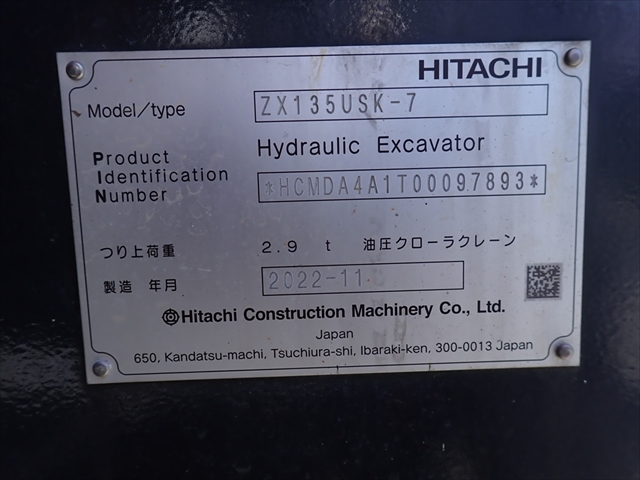 HITACHI
Model/type ZX135USK-7
Product Identification Number Hydraulic Excavator
*HCMDA4A1T00097893*
つり上荷重 2.9 t 油圧クローラクレーン
製造 年月 2022-11
Hitachi Construction Machinery Co., Ltd.
Japan
650, Kandatsu-machi, Tsuchiura-shi, Ibaraki-ken, 300-0013 Japan